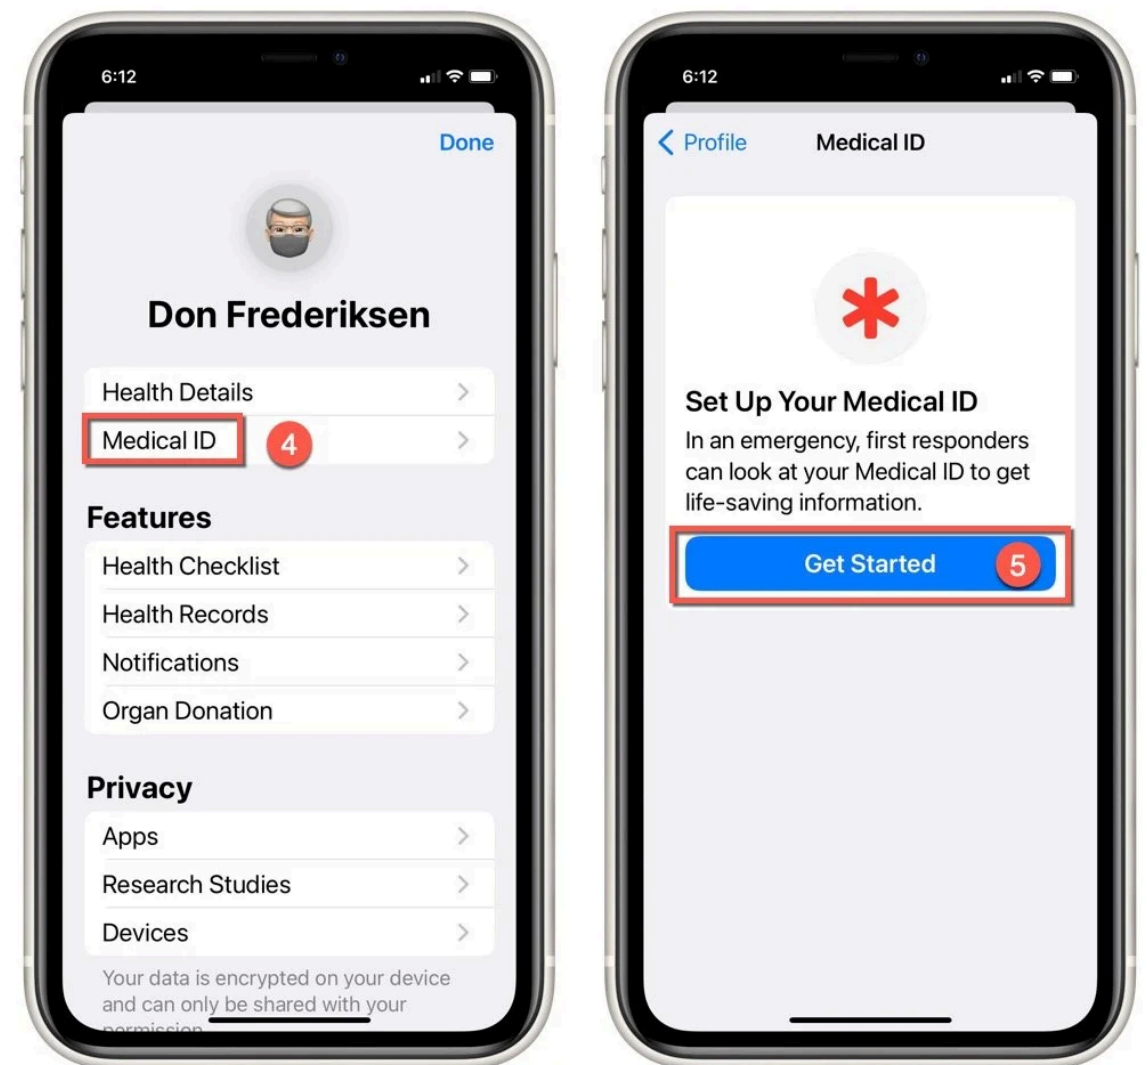 6:12
Done
Don Frederiksen
Health Details
Medical ID
4
Features
Health Checklist
Health Records
Notifications
Organ Donation
Privacy
Apps
Research Studies
Devices
Your data is encrypted on your device
and can only be shared with your
permission
6:12
Profile
Medical ID
Set Up Your Medical ID
In an emergency, first responders
can look at your Medical ID to get
life-saving information.
Get Started
5